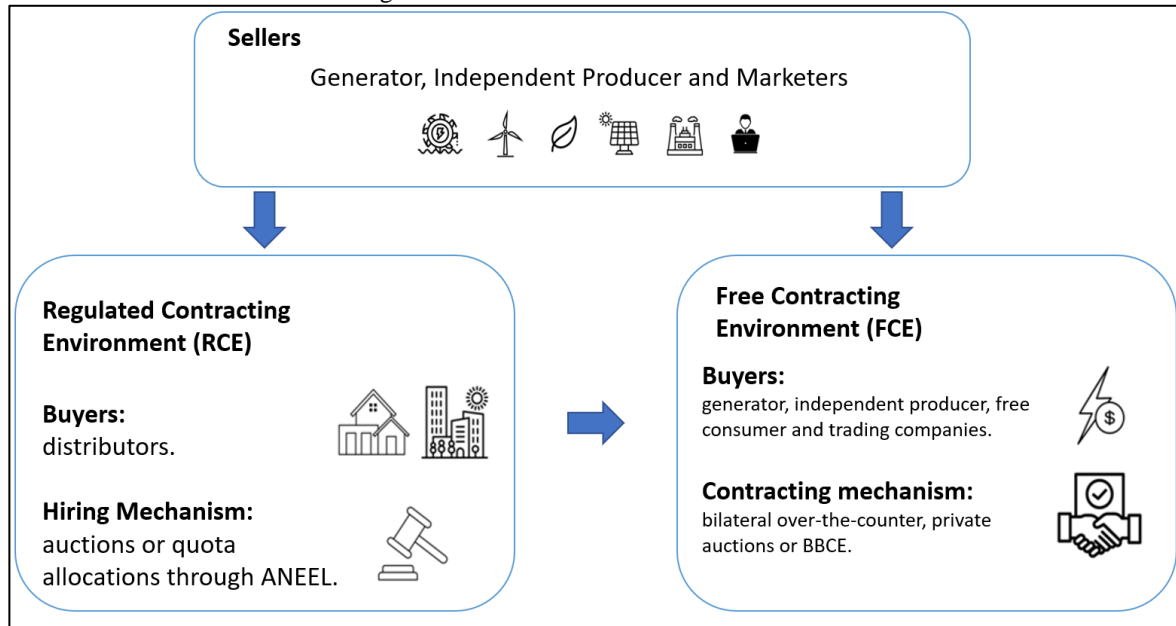 Sellers
Generator, Independent Producer and Marketers
Regulated Contracting
Environment (RCE)
Buyers:
distributors.
Hiring Mechanism:
auctions or quota
allocations through ANEEL.
Free Contracting
Environment (FCE)
Buyers:
generator, independent producer, free
consumer and trading companies.
$
Contracting mechanism:
bilateral over-the-counter, private
auctions or BBCE.